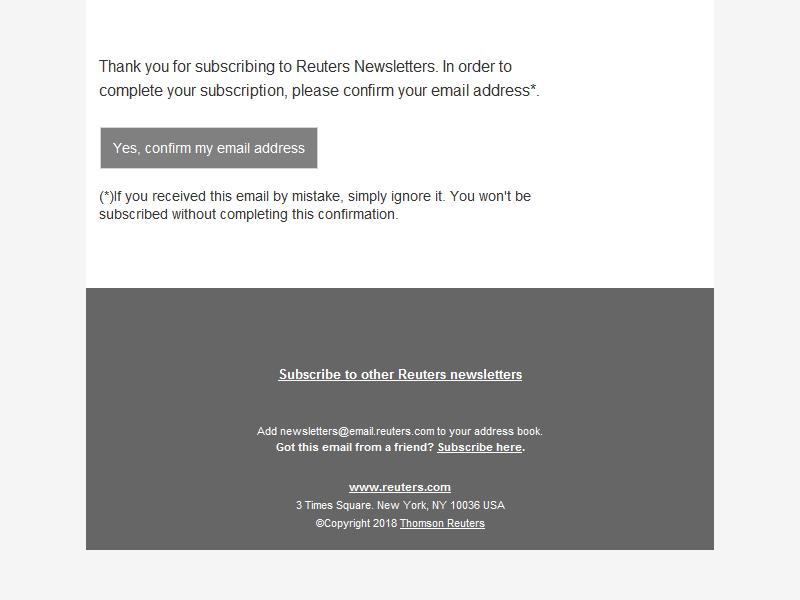 Thank you for subscribing to Reuters Newsletters. In order to
complete your subscription, please confirm your email address*.
Yes, confirm my email address
(*)If you received this email by mistake, simply ignore it. You won't be
subscribed without completing this confirmation.
Subscribe to other Reuters newsletters
Add newsletters@email.reuters.com to your address book.
Got this email from a friend? Subscribe here.
www.reuters.com
3 Times Square. New York, NY 10036 USA
©Copyright 2018 Thomson Reuters